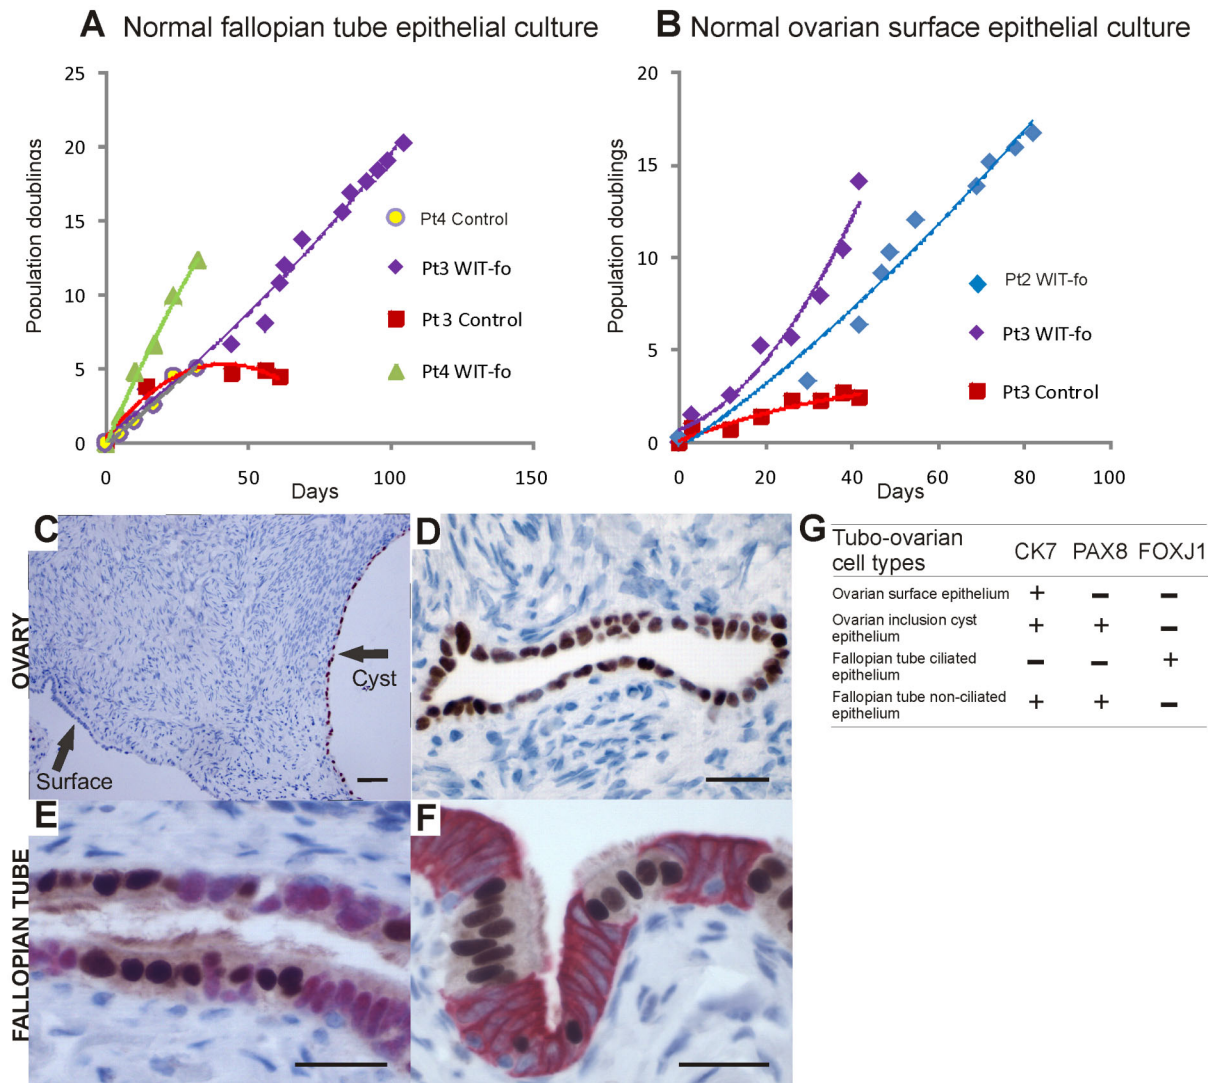 A Normal fallopian tube epithelial culture
Population doublings
25
20
15
10
5
0
0 50 100 150
Days
Pt4 Control
Pt3 WIT-fo
Pt 3 Control
Pt4 WIT-fo
B Normal ovarian surface epithelial culture
Population doublings
20
15
10
5
0
0 20 40 60 80 100
Days
Pt2 WIT-fo
Pt3 WIT-fo
Pt3 Control
OVARY
C
Cyst
Surface
D
G
Tubo-ovarian
cell types CK7 PAX8 FOXJ1
Ovarian surface epithelium + – –
Ovarian inclusion cyst
epithelium + + –
Fallopian tube ciliated
epithelium – – +
Fallopian tube non-ciliated
epithelium + + –
FALLOPIAN TUBE
E
F